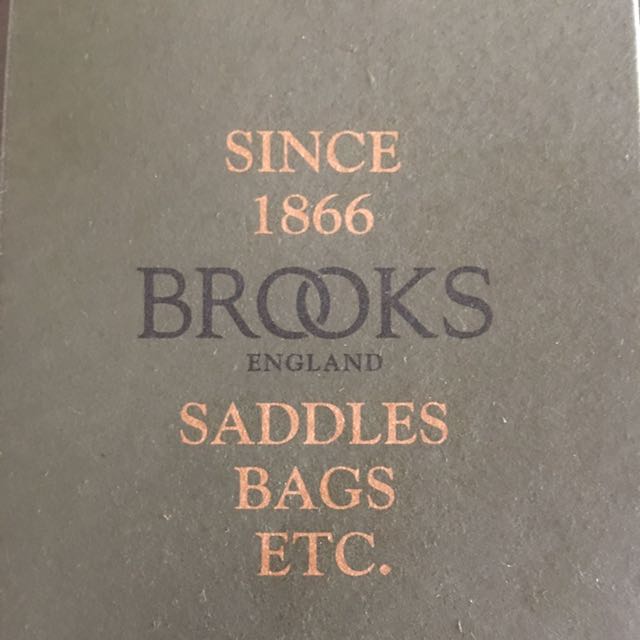 SINCE
1866
BROOKS
ENGLAND
SADDLES
BAGS
ETC.